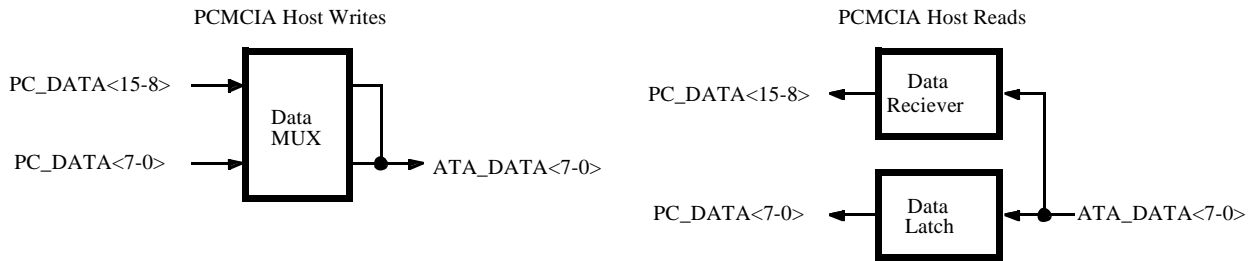 PCMCIA Host Writes
PC_DATA<15-8>
Data
MUX
PC_DATA<7-0>
ATA_DATA<7-0>
PCMCIA Host Reads
Data
Reciever
PC_DATA<15-8>
Data
Latch
PC_DATA<7-0>
ATA_DATA<7-0>